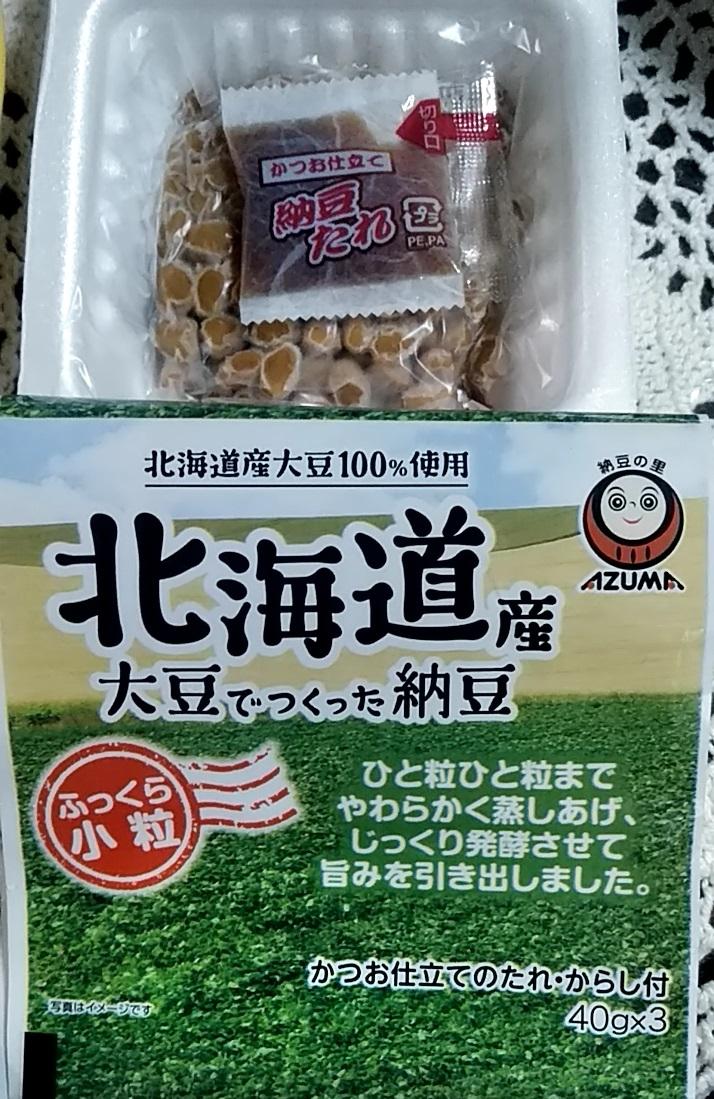 切り口
かつお仕立て
納豆
たれ
プラ
PE,PA
北海道産大豆100%使用
納豆の里
AZUMA
北海道産
大豆でつくった納豆
ふっくら
小粒
ひと粒ひと粒まで
やわらかく蒸しあげ、
じっくり発酵させて
旨みを引き出しました。
かつお仕立てのたれ・からし付
写真はイメージです
40g×3